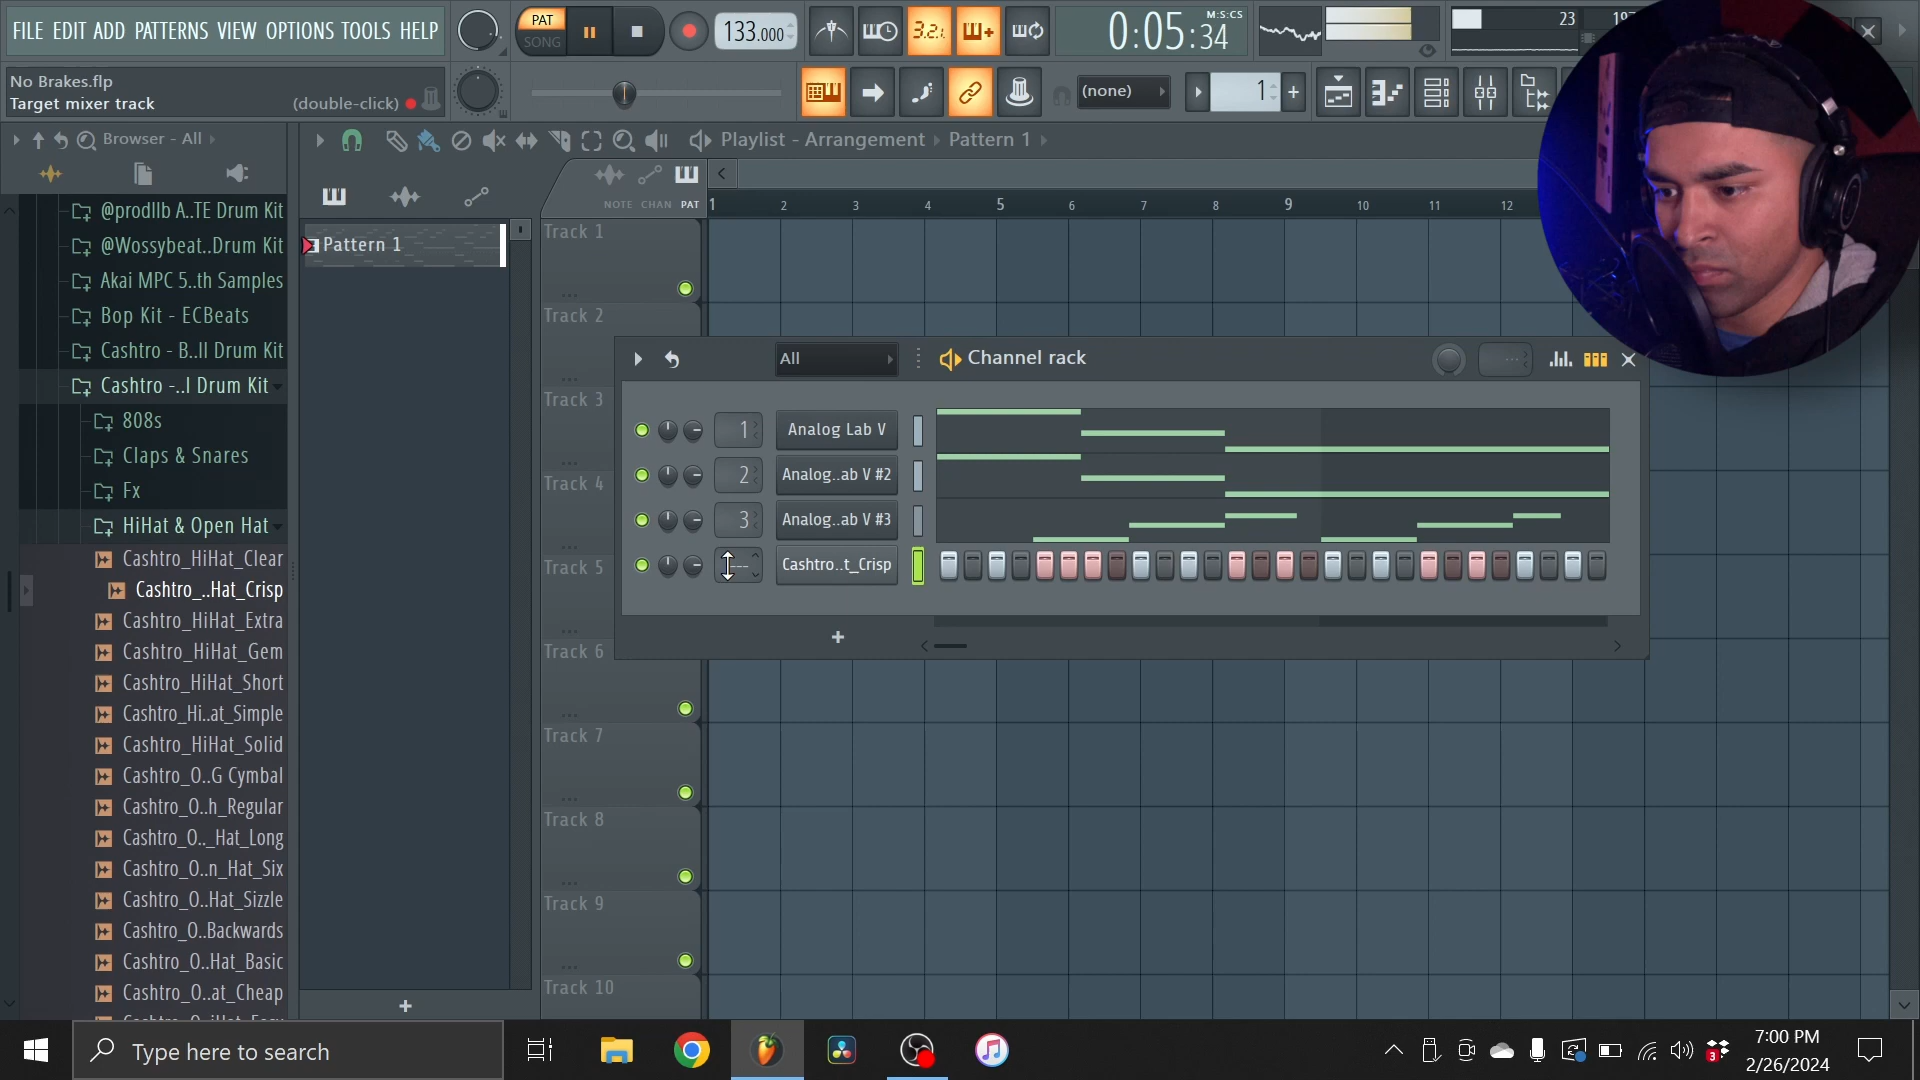 FILE EDIT ADD PATTERNS VIEW OPTIONS TOOLS HELP
PAT
SONG
133.000
3.2.
0:05:34
M:S:CS
23
No Brakes.flp
Target mixer track
(double-click)
(none)
1
Browser - All
Playlist - Arrangement
Pattern 1
NOTE CHAN PAT
1 2 3 4 5 6 7 8 9 10 11 12
@prodllb A..TE Drum Kit
@Wossybeat..Drum Kit
Akai MPC 5..th Samples
Bop Kit - ECBeats
Cashtro - B..ll Drum Kit
Cashtro -..l Drum Kit
808s
Claps & Snares
Fx
HiHat & Open Hat
Cashtro_HiHat_Clear
Cashtro_..Hat_Crisp
Cashtro_HiHat_Extra
Cashtro_HiHat_Gem
Cashtro_HiHat_Short
Cashtro_Hi..at_Simple
Cashtro_HiHat_Solid
Cashtro_O..G Cymbal
Cashtro_O..h_Regular
Cashtro_O.._Hat_Long
Cashtro_O..n_Hat_Six
Cashtro_O..Hat_Sizzle
Cashtro_O..Backwards
Cashtro_O..Hat_Basic
Cashtro_O..at_Cheap
Pattern 1
Track 1
Track 2
Track 3
Track 4
Track 5
Track 6
Track 7
Track 8
Track 9
Track 10
All
Channel rack
1
Analog Lab V
2
Analog..ab V #2
3
Analog..ab V #3
Cashtro..t_Crisp
Type here to search
3
7:00 PM
2/26/2024